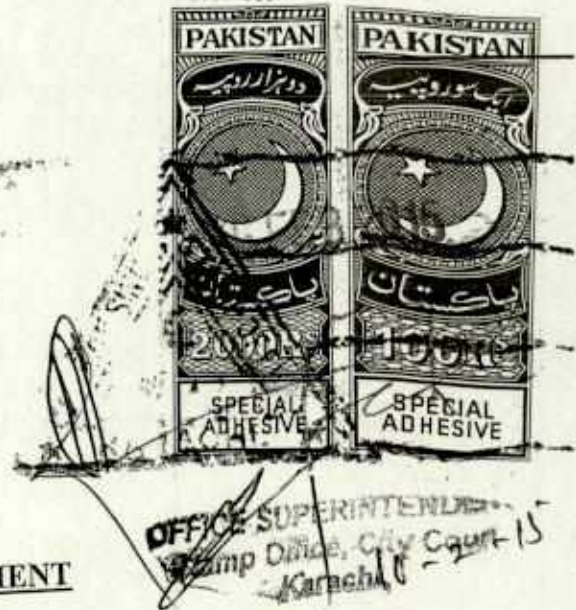 PAKISTAN
دو ہزار روپیہ
پاکستان
SPECIAL
ADHESIVE
PAKISTAN
ایک سو روپیہ
پاکستان
100
SPECIAL
ADHESIVE
OFFICE SUPERINTENDENT
Stamp Office, City Court
Karachi
MENT